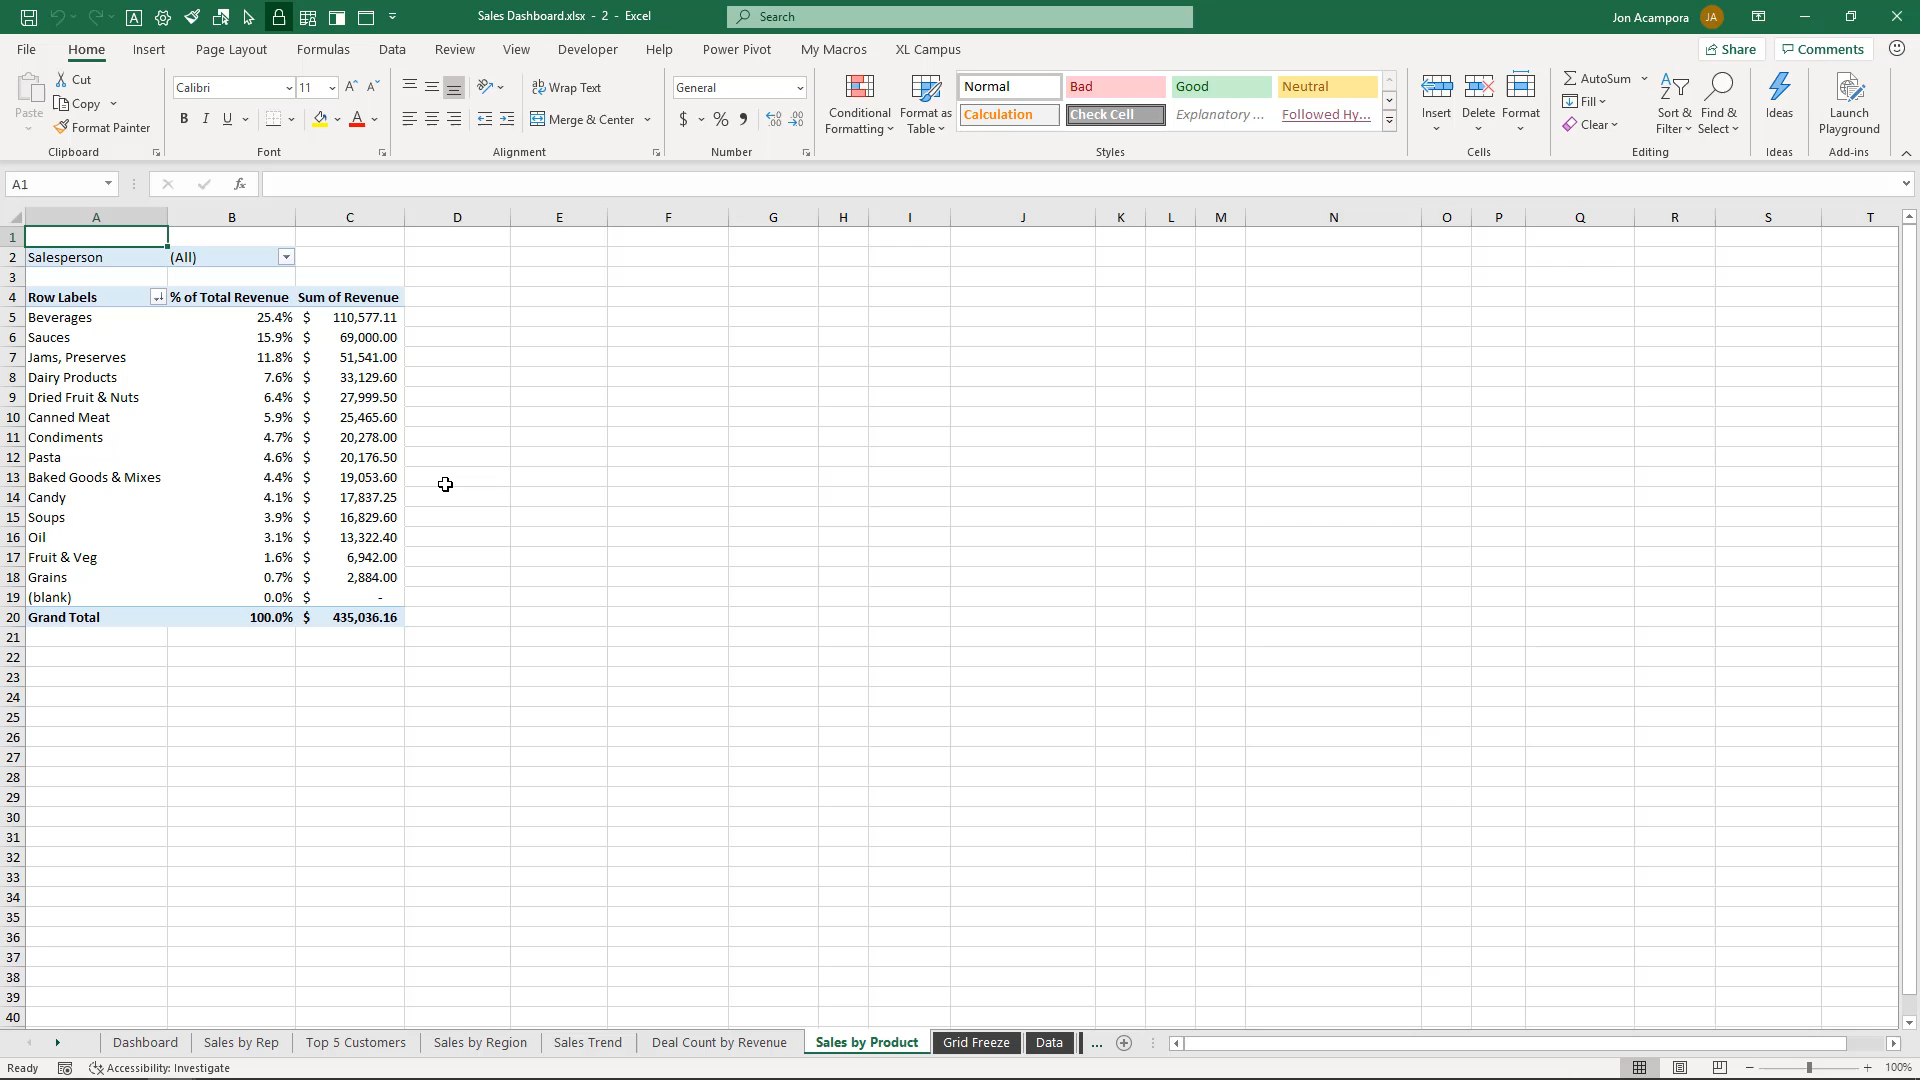 Sales Dashboard.xlsx - 2 - Excel
Search
Jon Acampora
JA
File Home Insert Page Layout Formulas Data Review View Developer Help Power Pivot My Macros XL Campus
Share Comments
Paste
Cut
Copy
Format Painter
Clipboard
Calibri 11
B I U
Font
Wrap Text
Merge & Center
Alignment
General
$ % 9
Number
Conditional Formatting
Format as Table
Normal Bad Good Neutral
Calculation Check Cell Explanatory ... Followed Hy...
Styles
Insert Delete Format
Cells
AutoSum
Fill
Clear
Sort & Filter
Find & Select
Editing
Ideas
Ideas
Launch Playground
Add-ins
A1
fx
A B C D E F G H I J K L M N O P Q R S T
1
2 Salesperson (All)
3
4 Row Labels % of Total Revenue Sum of Revenue
5 Beverages 25.4% $ 110,577.11
6 Sauces 15.9% $ 69,000.00
7 Jams, Preserves 11.8% $ 51,541.00
8 Dairy Products 7.6% $ 33,129.60
9 Dried Fruit & Nuts 6.4% $ 27,999.50
10 Canned Meat 5.9% $ 25,465.60
11 Condiments 4.7% $ 20,278.00
12 Pasta 4.6% $ 20,176.50
13 Baked Goods & Mixes 4.4% $ 19,053.60
14 Candy 4.1% $ 17,837.25
15 Soups 3.9% $ 16,829.60
16 Oil 3.1% $ 13,322.40
17 Fruit & Veg 1.6% $ 6,942.00
18 Grains 0.7% $ 2,884.00
19 (blank) 0.0% $ -
20 Grand Total 100.0% $ 435,036.16
21
22
23
24
25
26
27
28
29
30
31
32
33
34
35
36
37
38
39
40
Dashboard Sales by Rep Top 5 Customers Sales by Region Sales Trend Deal Count by Revenue Sales by Product Grid Freeze Data ...
Ready Accessibility: Investigate 100%